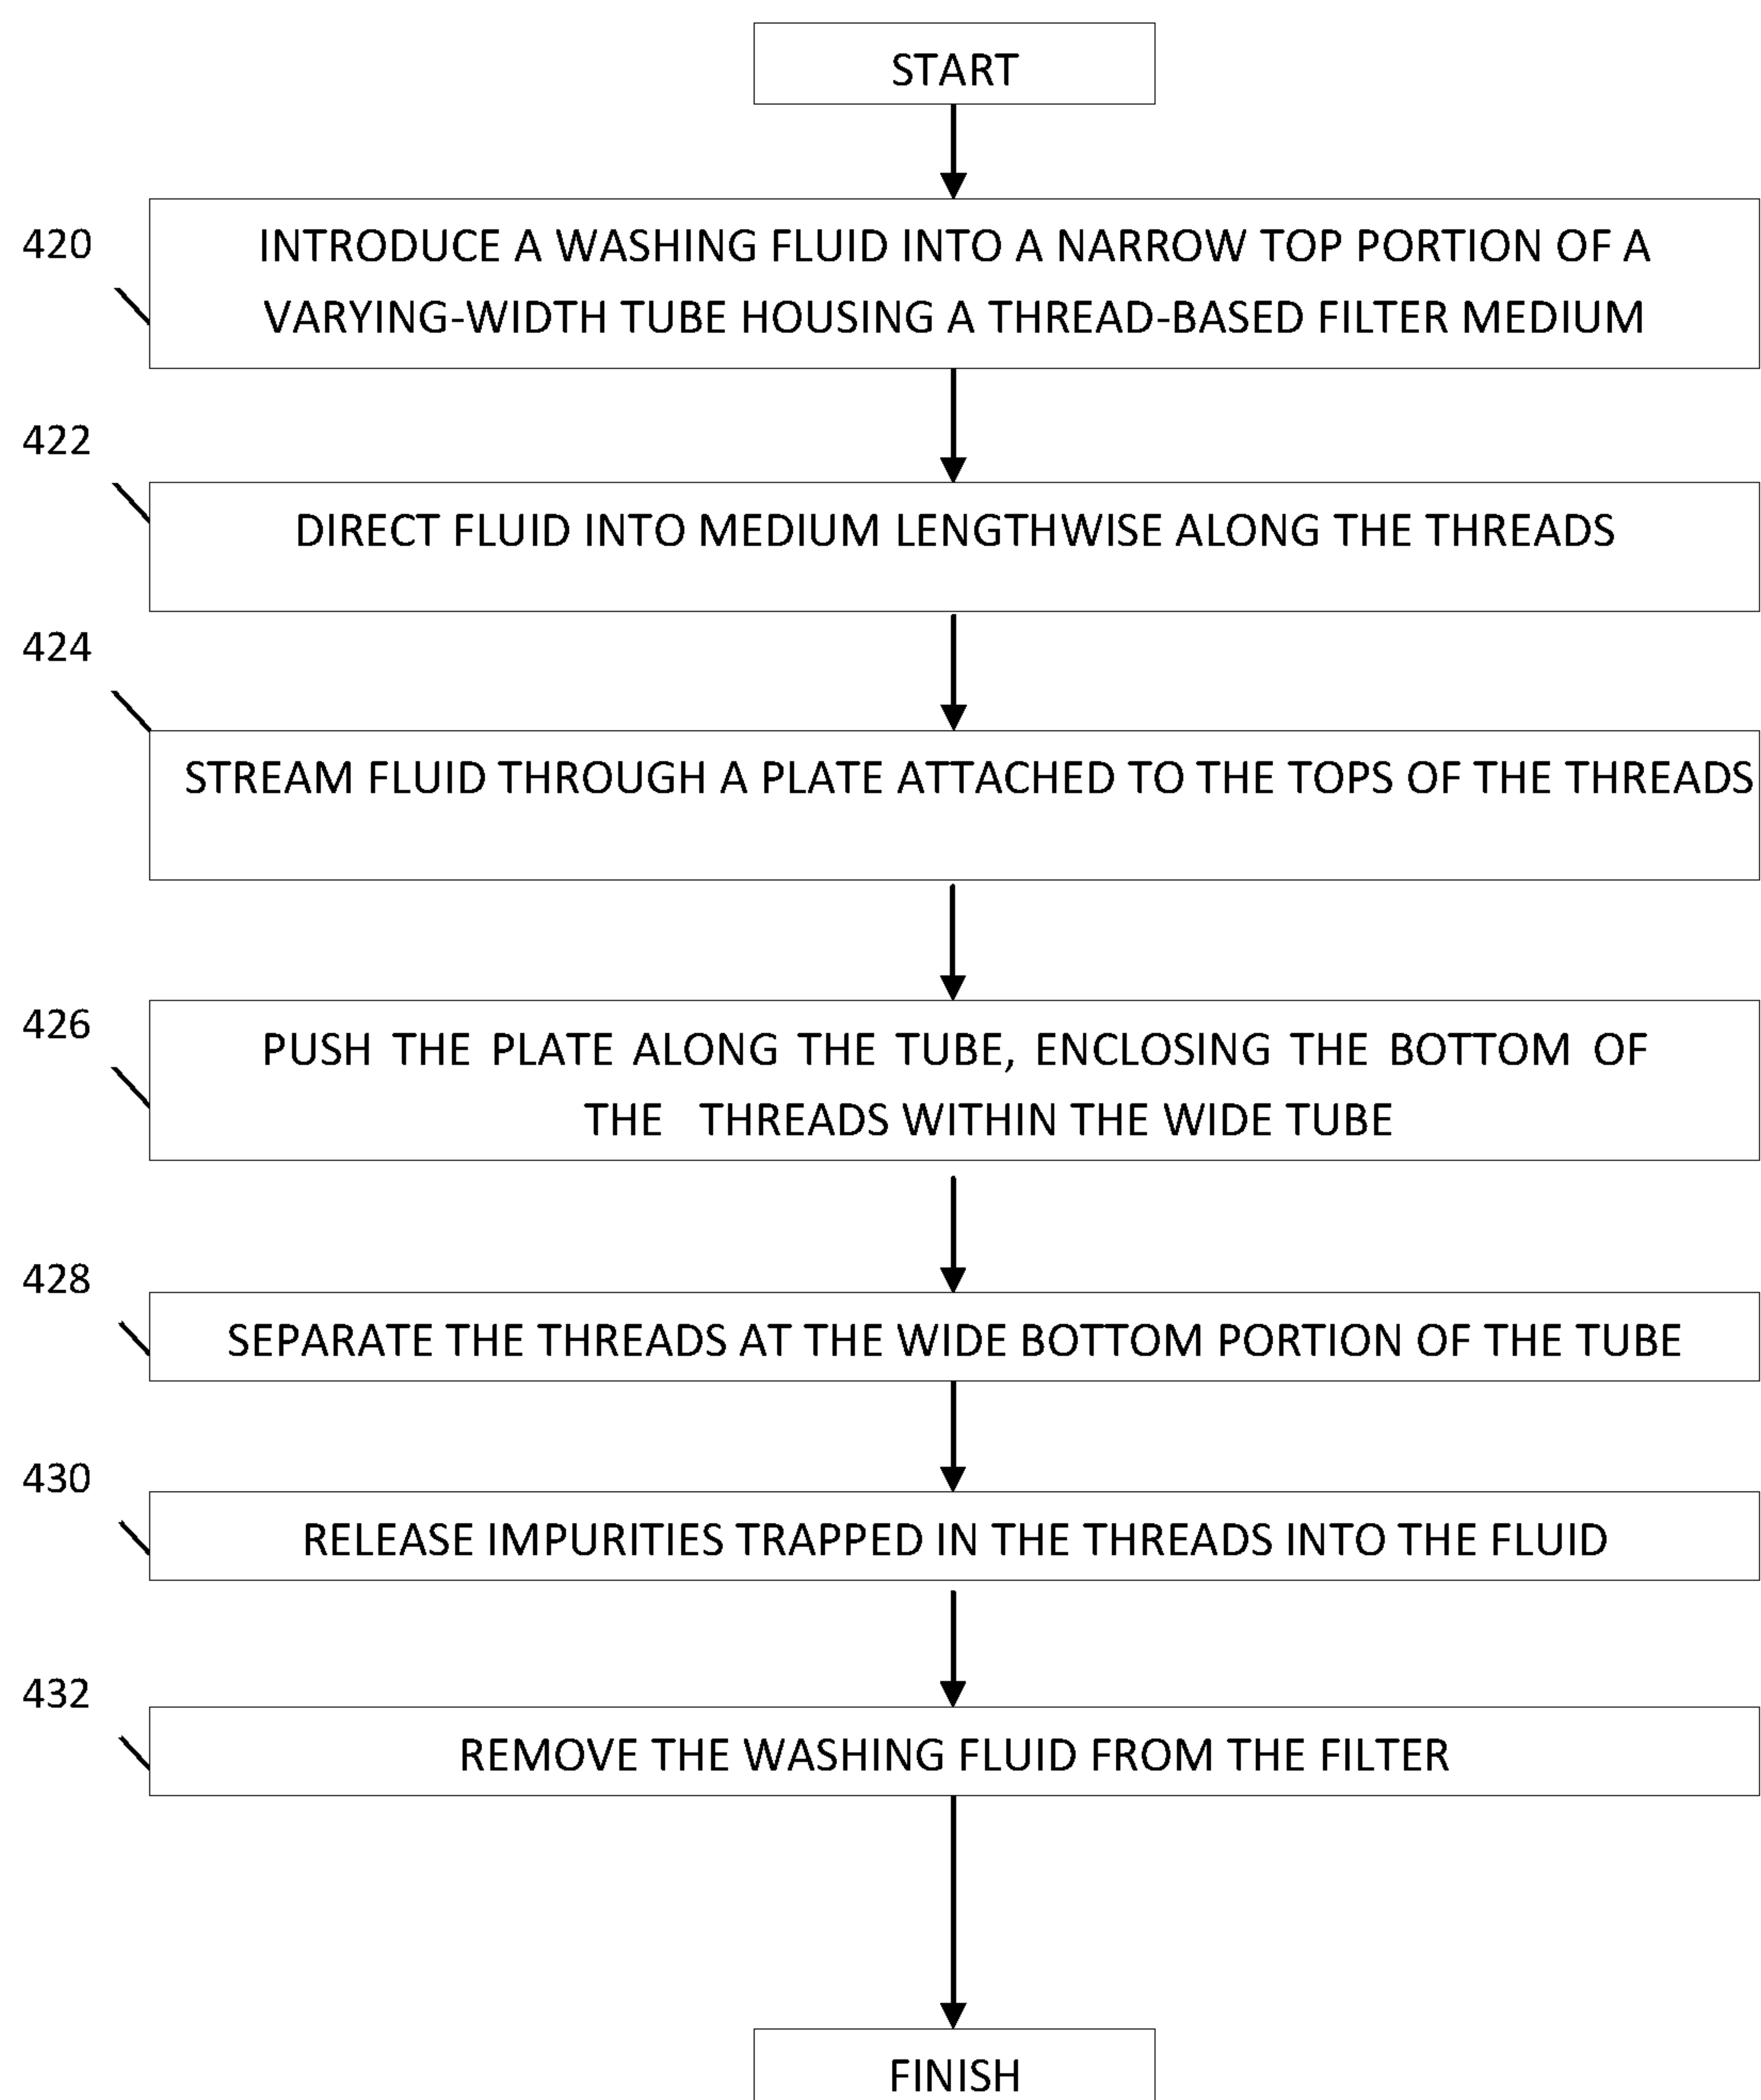 START
420
INTRODUCE A WASHING FLUID INTO A NARROW TOP PORTION OF A
VARYING-WIDTH TUBE HOUSING A THREAD-BASED FILTER MEDIUM
422
DIRECT FLUID INTO MEDIUM LENGTHWISE ALONG THE THREADS
424
STREAM FLUID THROUGH A PLATE ATTACHED TO THE TOPS OF THE THREADS
426
PUSH THE PLATE ALONG THE TUBE, ENCLOSING THE BOTTOM OF
THE THREADS WITHIN THE WIDE TUBE
428
SEPARATE THE THREADS AT THE WIDE BOTTOM PORTION OF THE TUBE
430
RELEASE IMPURITIES TRAPPED IN THE THREADS INTO THE FLUID
432
REMOVE THE WASHING FLUID FROM THE FILTER
FINISH